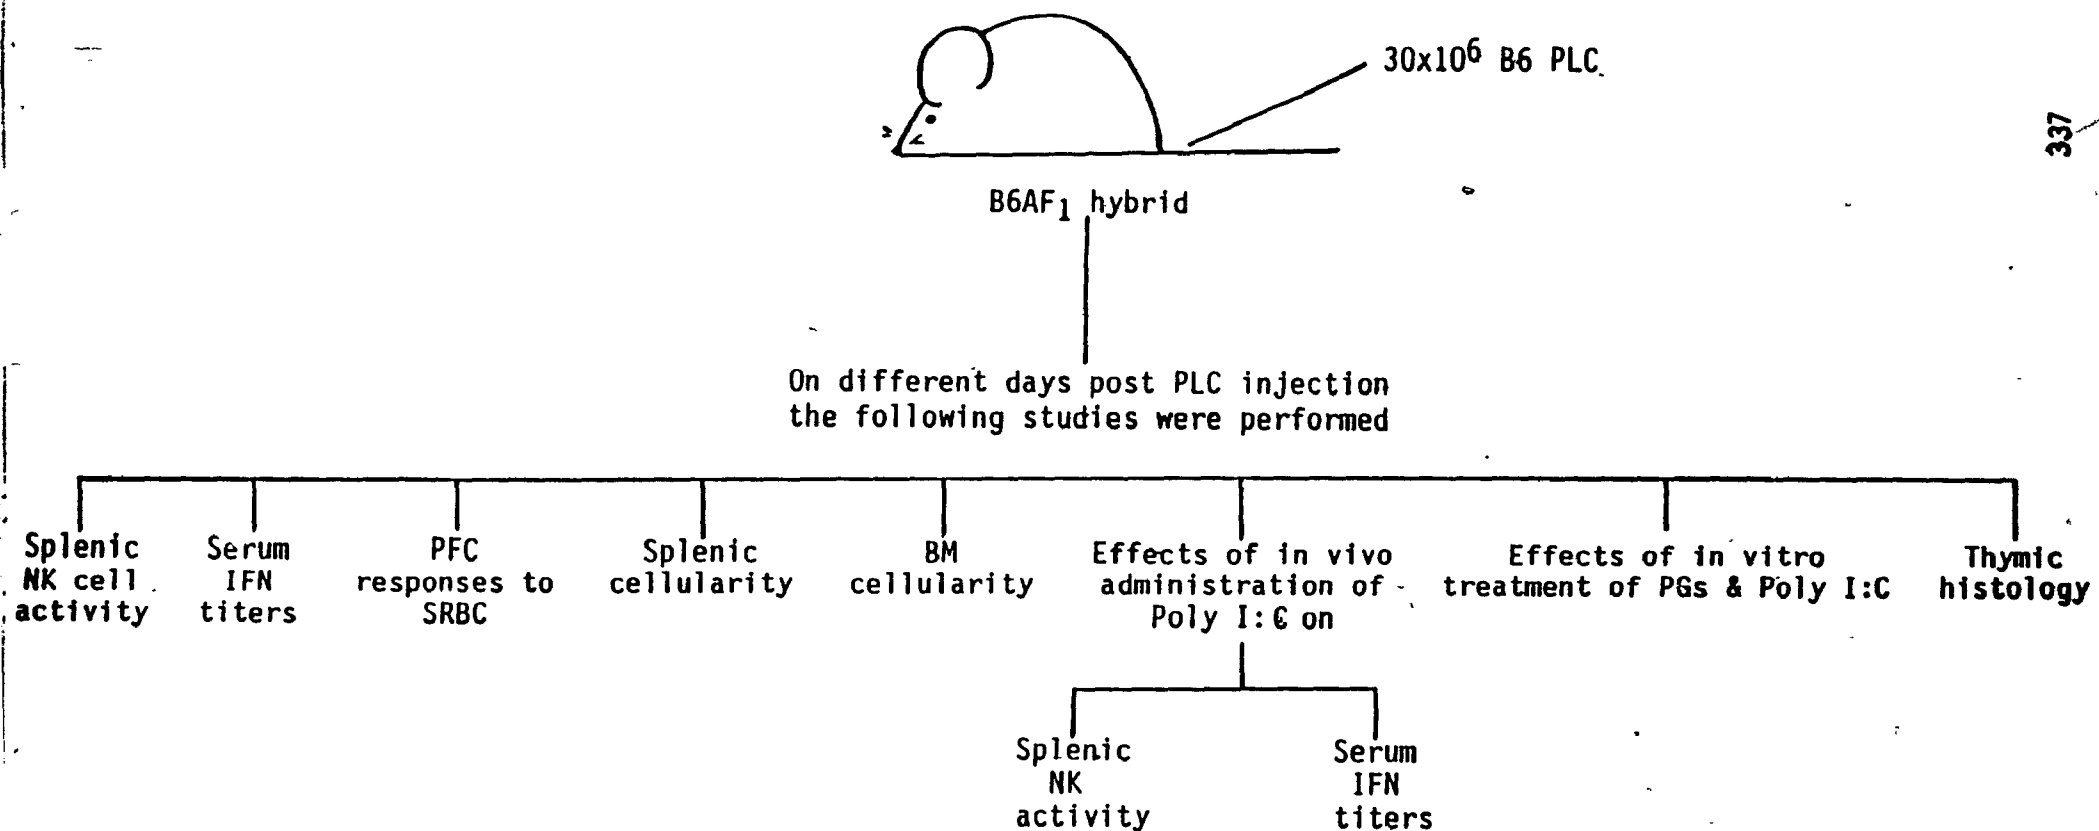 30x10⁶ B6 PLC
337
B6AF₁ hybrid
On different days post PLC injection
the following studies were performed
Splenic
NK cell
activity
Serum
IFN
titers
PFC
responses to
SRBC
Splenic
cellularity
BM
cellularity
Effects of in vivo
administration of
Poly I:C on
Effects of in vitro
treatment of PGs & Poly I:C
Thymic
histology
Splenic
NK
activity
Serum
IFN
titers